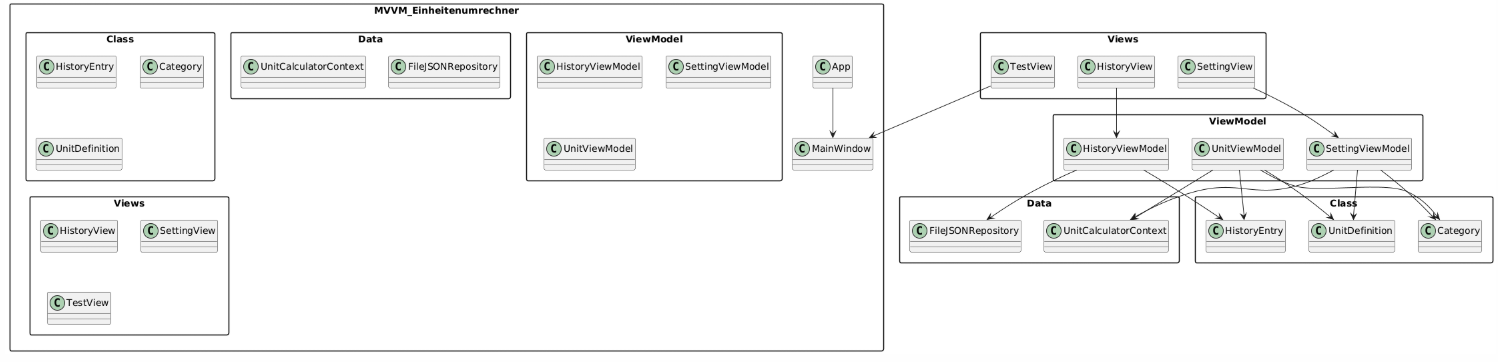 MVVM_Einheitenumrechner
Class
C HistoryEntry
C Category
C UnitDefinition
Data
C UnitCalculatorContext
C FileJSONRepository
ViewModel
C HistoryViewModel
C SettingViewModel
C UnitViewModel
C App
C MainWindow
Views
C HistoryView
C SettingView
C TestView
Views
C TestView
C HistoryView
C SettingView
ViewModel
C HistoryViewModel
C UnitViewModel
C SettingViewModel
Data
C FileJSONRepository
C UnitCalculatorContext
Class
C HistoryEntry
C UnitDefinition
C Category